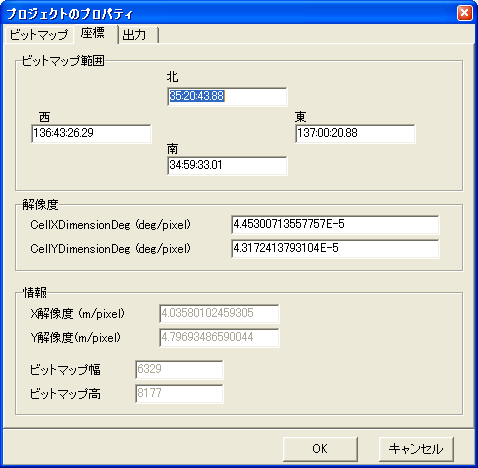 プロジェクトのプロパティ
ビットマップ 座標 出力
ビットマップ範囲
北
35:20:43.88
西 東
136:43:26.29 137:00:20.88
南
34:59:33.01
解像度
CellXDimensionDeg (deg/pixel) 4.45300713557757E-5
CellYDimensionDeg (deg/pixel) 4.3172413793104E-5
情報
X解像度 (m/pixel) 4.03580102459305
Y解像度(m/pixel) 4.79693486590044
ビットマップ幅 6329
ビットマップ高 8177
OK キャンセル